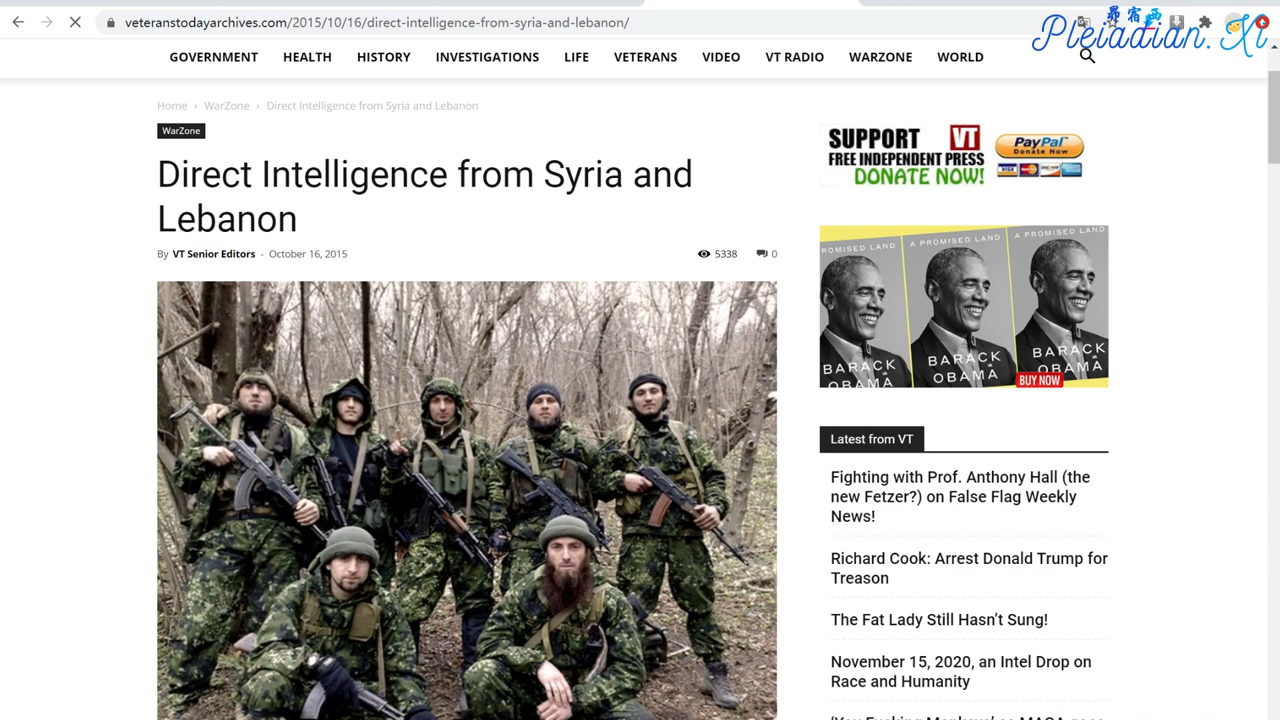 veteranstodayarchives.com/2015/10/16/direct-intelligence-from-syria-and-lebanon/
昴宿西
Pleiadian.Xi
GOVERNMENT HEALTH HISTORY INVESTIGATIONS LIFE VETERANS VIDEO VT RADIO WARZONE WORLD
Home › WarZone › Direct Intelligence from Syria and Lebanon
WarZone
Direct Intelligence from Syria and
Lebanon
By VT Senior Editors - October 16, 2015 5338 0
SUPPORT VT
FREE INDEPENDENT PRESS
DONATE NOW!
PayPal
Donate Now
VISA
PROMISED LAND A PROMISED LAND A PROMISED LAND
BARACK OBAMA
BARACK OBAMA
BARACK OBAMA
BUY NOW
Latest from VT
Fighting with Prof. Anthony Hall (the
new Fetzer?) on False Flag Weekly
News!
Richard Cook: Arrest Donald Trump for
Treason
The Fat Lady Still Hasn't Sung!
November 15, 2020, an Intel Drop on
Race and Humanity